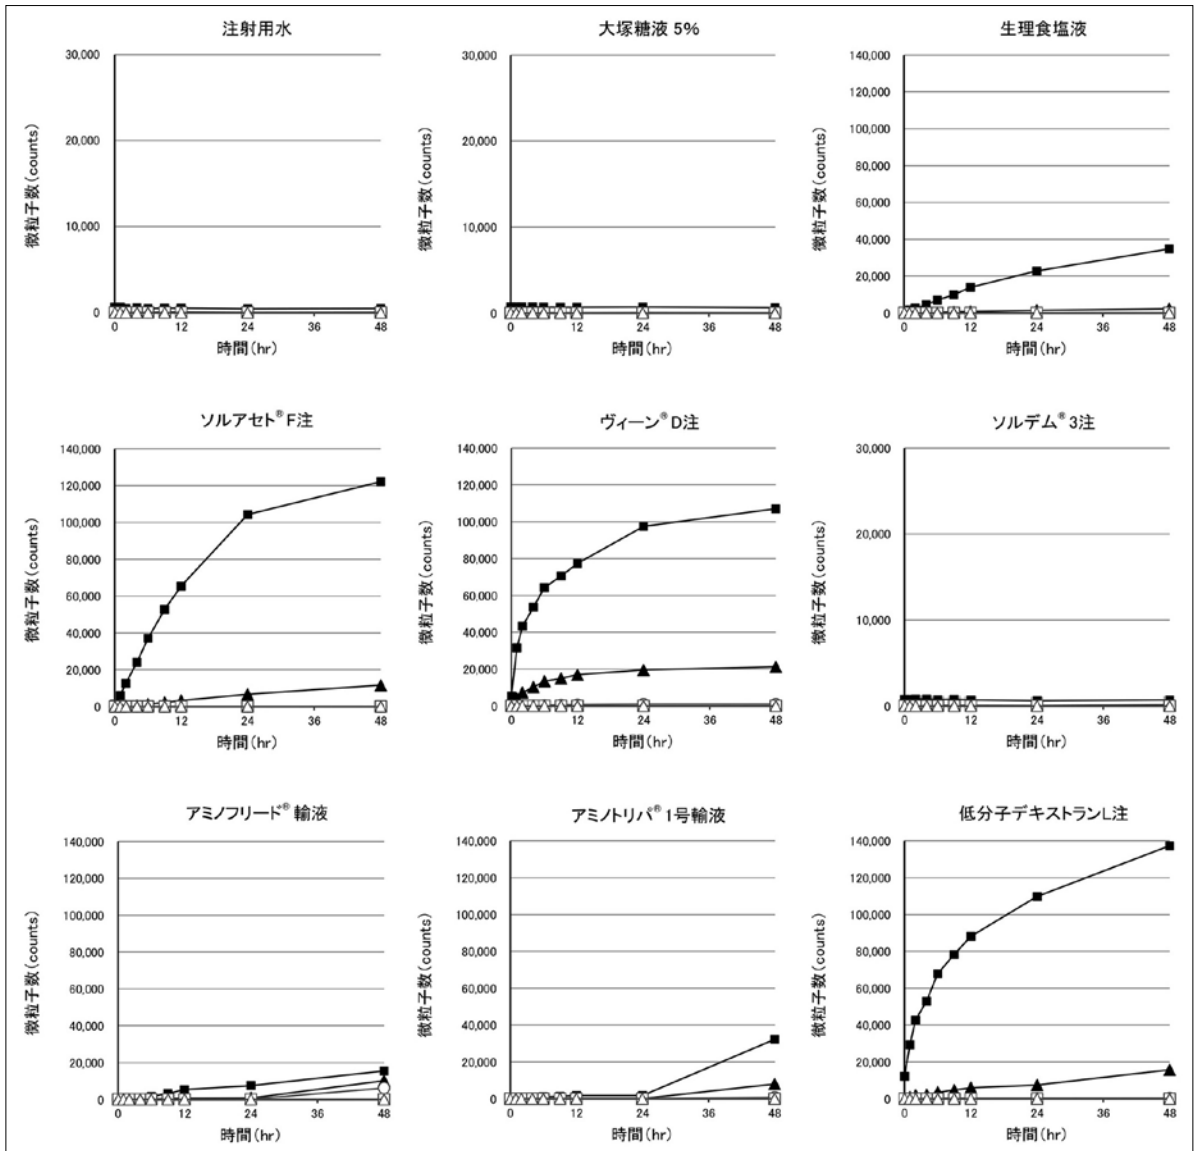 注射用水
30,000
20,000
10,000
0
微粒子数(counts)
0 12 24 36 48
時間(hr)
大塚糖液 5%
30,000
20,000
10,000
0
微粒子数(counts)
0 12 24 36 48
時間(hr)
生理食塩液
140,000
120,000
100,000
80,000
60,000
40,000
20,000
0
微粒子数(counts)
0 12 24 36 48
時間(hr)
ソルアセト®F注
140,000
120,000
100,000
80,000
60,000
40,000
20,000
0
微粒子数(counts)
0 12 24 36 48
時間(hr)
ヴィーン®D注
140,000
120,000
100,000
80,000
60,000
40,000
20,000
0
微粒子数(counts)
0 12 24 36 48
時間(hr)
ソルデム®3注
30,000
20,000
10,000
0
微粒子数(counts)
0 12 24 36 48
時間(hr)
アミノフリード®輸液
140,000
120,000
100,000
80,000
60,000
40,000
20,000
0
微粒子数(counts)
0 12 24 36 48
時間(hr)
アミノトリパ®1号輸液
140,000
120,000
100,000
80,000
60,000
40,000
20,000
0
微粒子数(counts)
0 12 24 36 48
時間(hr)
低分子デキストランL注
140,000
120,000
100,000
80,000
60,000
40,000
20,000
0
微粒子数(counts)
0 12 24 36 48
時間(hr)